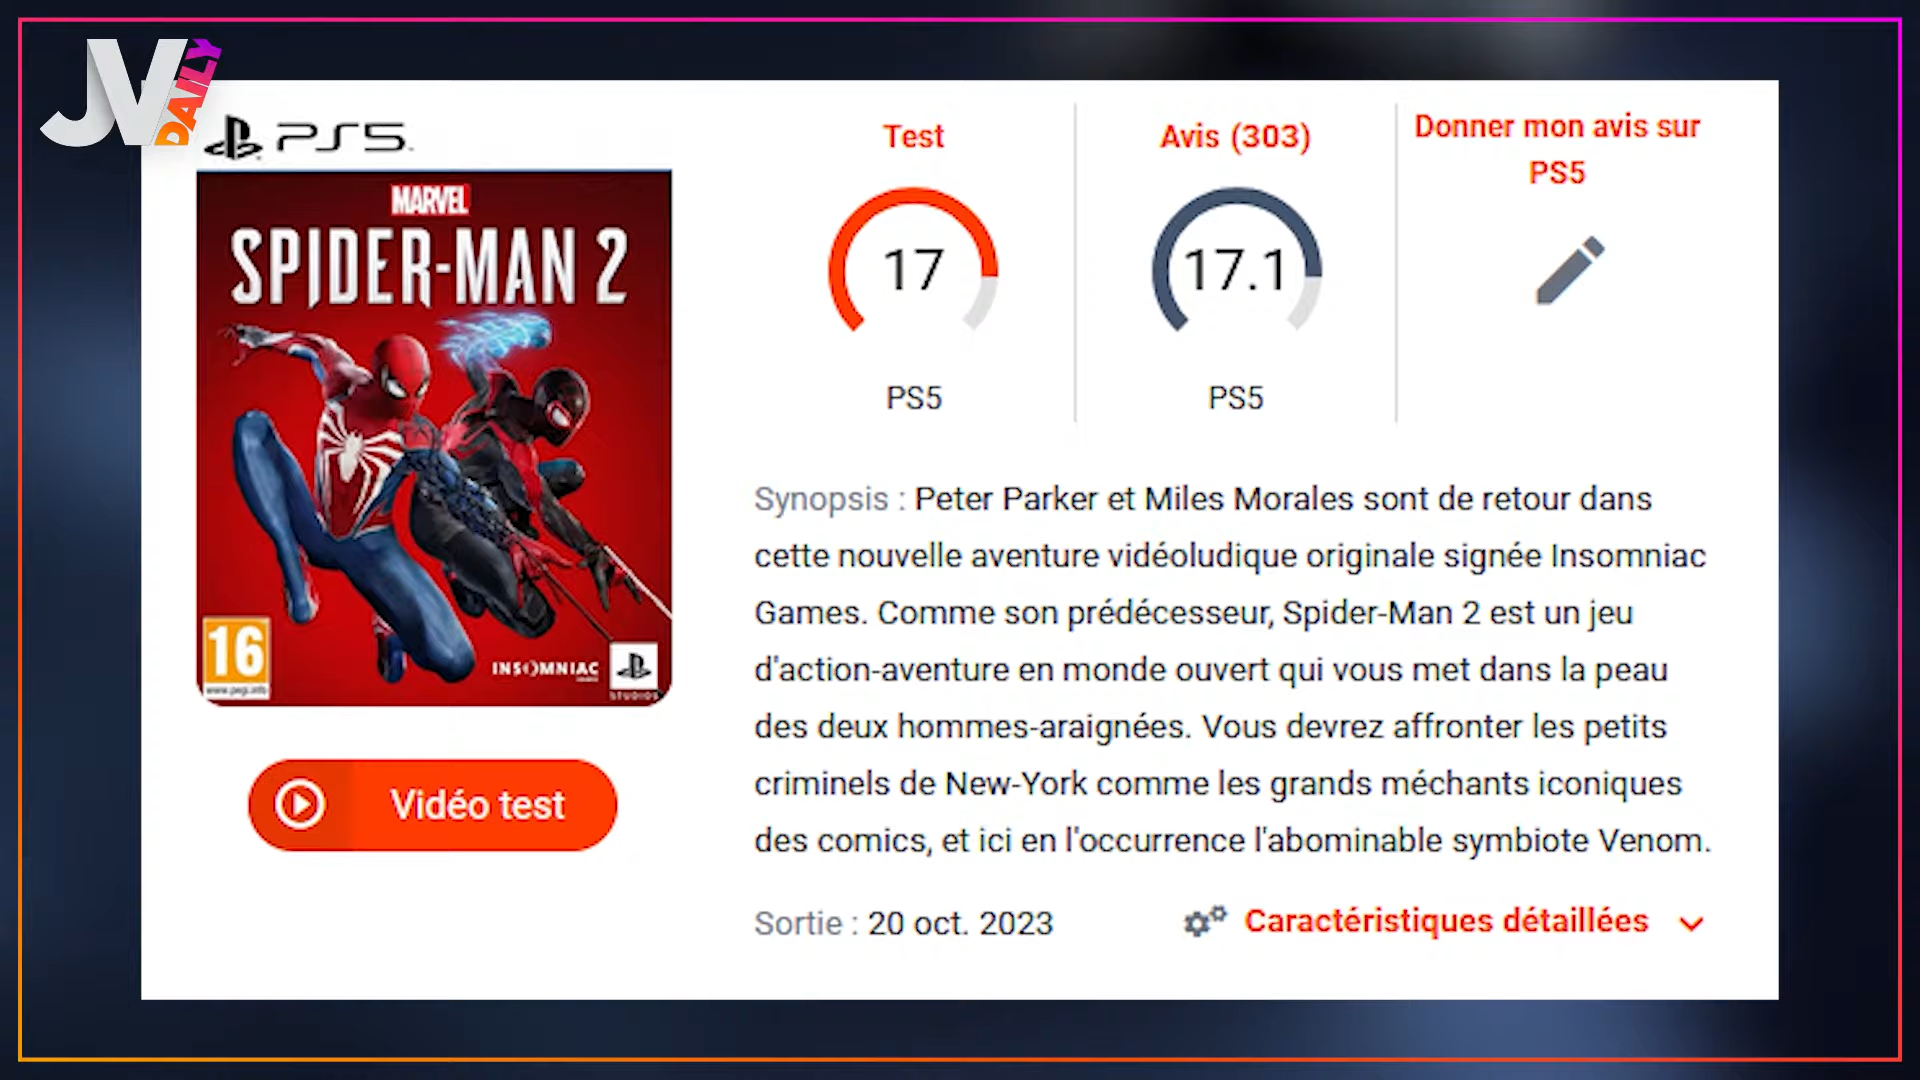 JV
DAILY
PS5
MARVEL
SPIDER-MAN 2
16
www.pegi.info
INSOMNIAC
GAMES
STUDIOS
Vidéo test
Test
17
PS5
Avis (303)
17.1
PS5
Donner mon avis sur
PS5
Synopsis : Peter Parker et Miles Morales sont de retour dans
cette nouvelle aventure vidéoludique originale signée Insomniac
Games. Comme son prédécesseur, Spider-Man 2 est un jeu
d'action-aventure en monde ouvert qui vous met dans la peau
des deux hommes-araignées. Vous devrez affronter les petits
criminels de New-York comme les grands méchants iconiques
des comics, et ici en l'occurrence l'abominable symbiote Venom.
Sortie : 20 oct. 2023
Caractéristiques détaillées